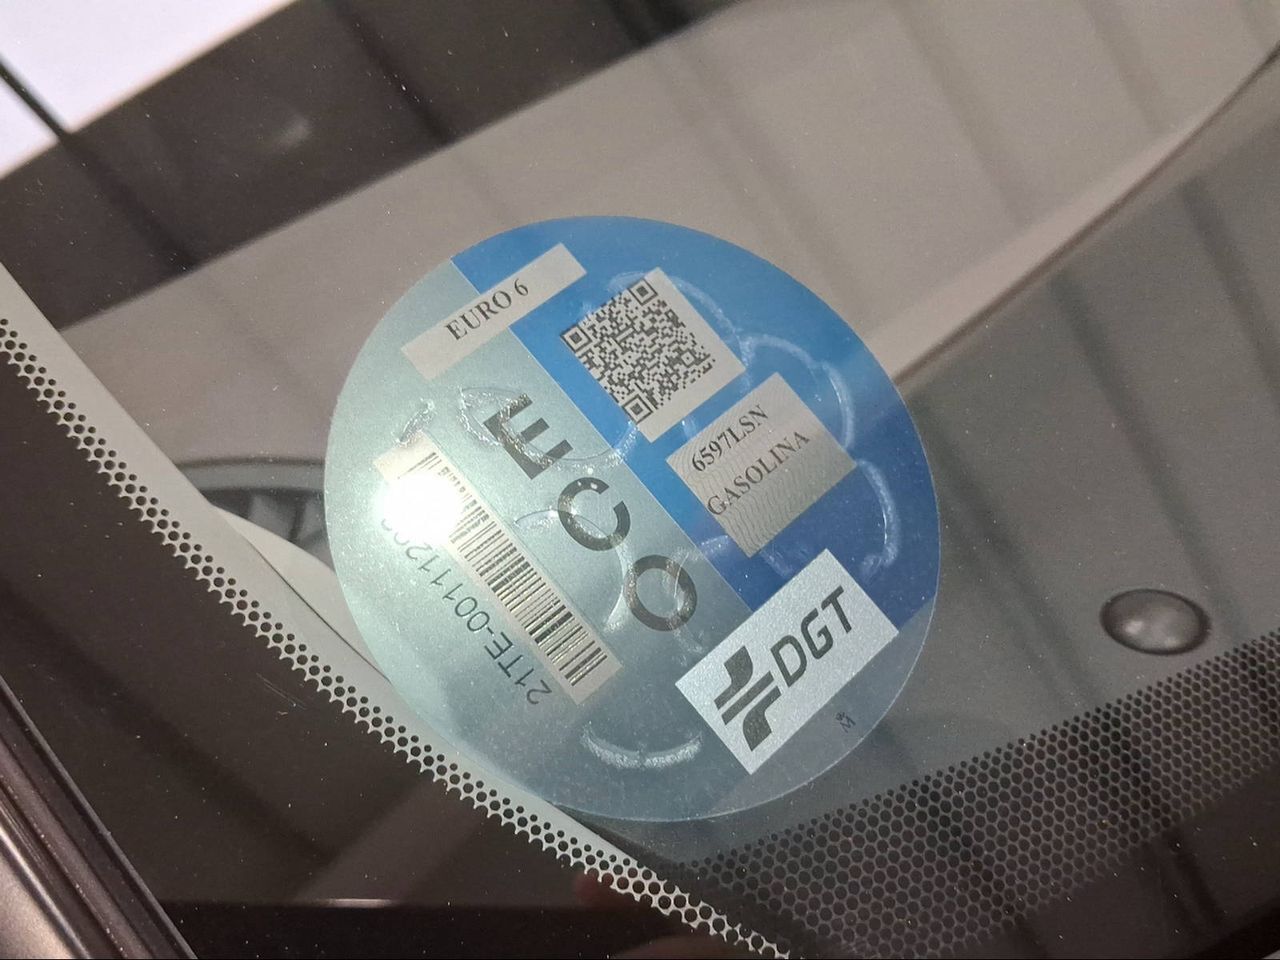 EURO 6
ECO
6597LSN
GASOLINA
DGT
M